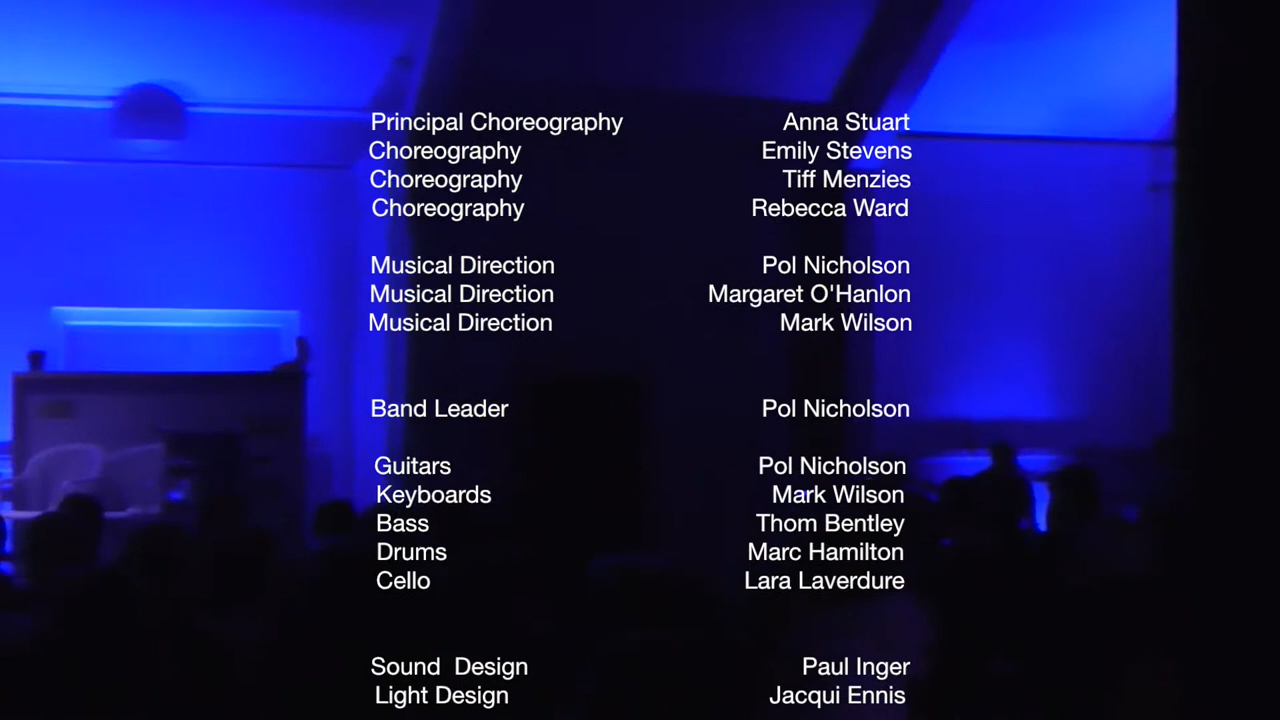 Principal Choreography Anna Stuart
Choreography Emily Stevens
Choreography Tiff Menzies
Choreography Rebecca Ward
Musical Direction Pol Nicholson
Musical Direction Margaret O'Hanlon
Musical Direction Mark Wilson
Band Leader Pol Nicholson
Guitars Pol Nicholson
Keyboards Mark Wilson
Bass Thom Bentley
Drums Marc Hamilton
Cello Lara Laverdure
Sound  Design Paul Inger
Light Design Jacqui Ennis